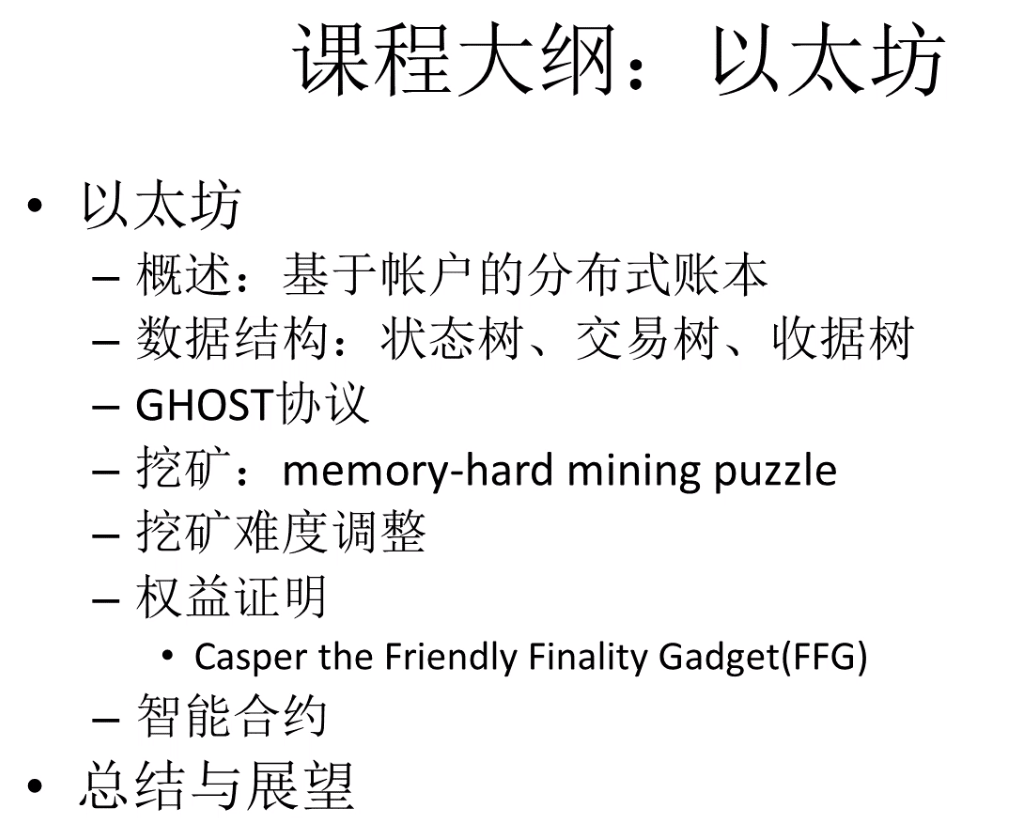 课程大纲：以太坊
• 以太坊
– 概述：基于帐户的分布式账本
– 数据结构：状态树、交易树、收据树
– GHOST协议
– 挖矿：memory-hard mining puzzle
– 挖矿难度调整
– 权益证明
• Casper the Friendly Finality Gadget(FFG)
– 智能合约
• 总结与展望